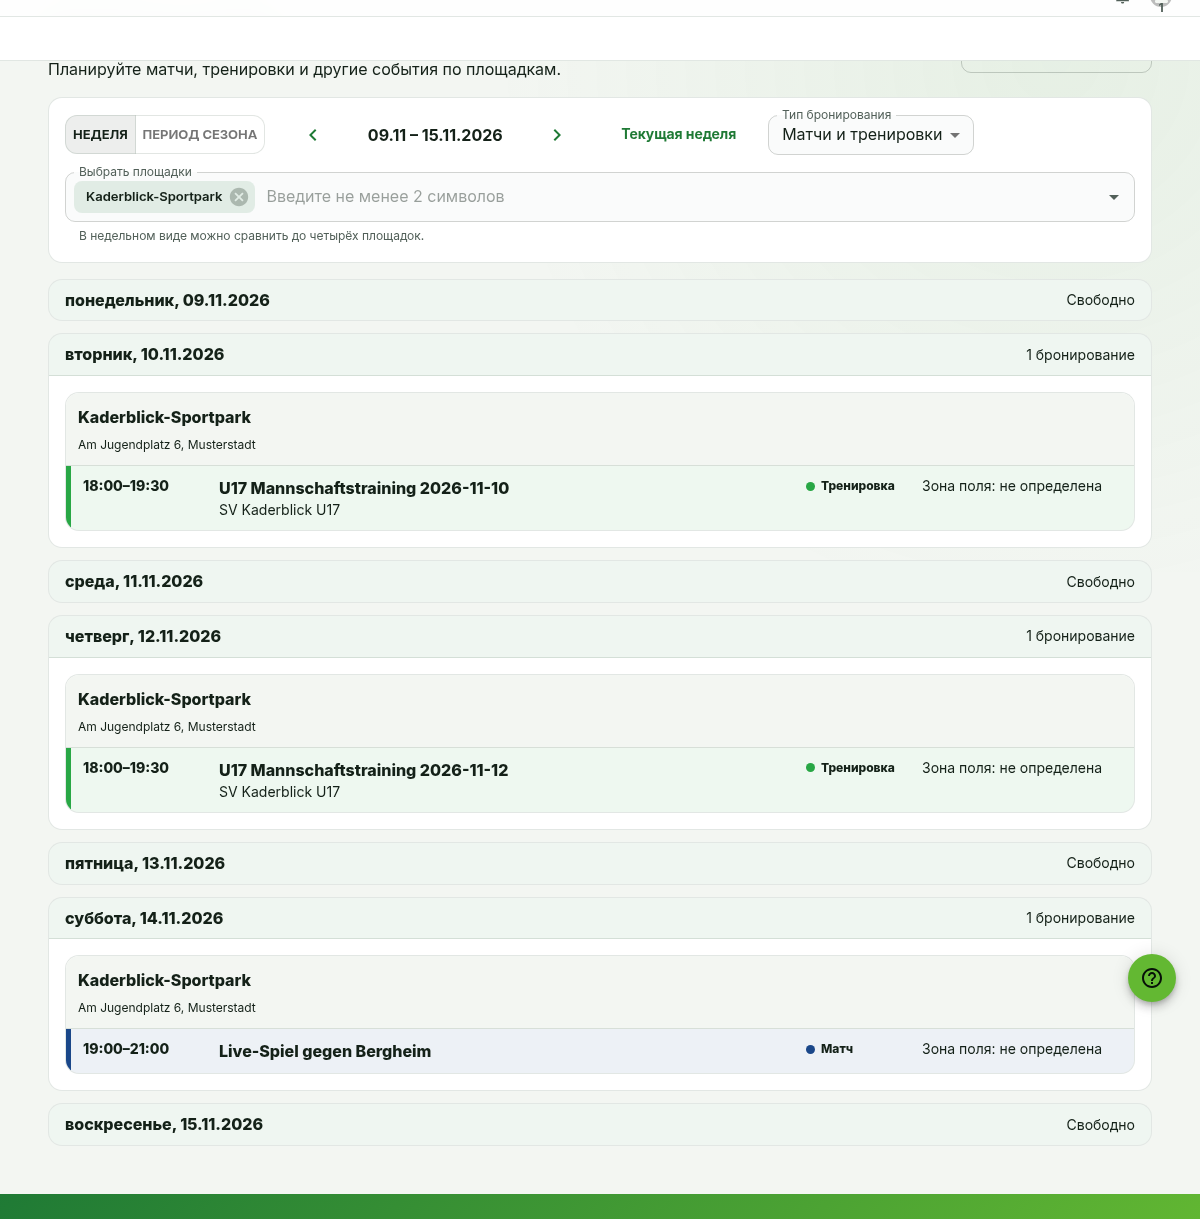 1
Планируйте матчи, тренировки и другие события по площадкам.
НЕДЕЛЯ ПЕРИОД СЕЗОНА 09.11 – 15.11.2026 Текущая неделя Тип бронирования Матчи и тренировки
Выбрать площадки
Kaderblick-Sportpark Введите не менее 2 символов
В недельном виде можно сравнить до четырёх площадок.
понедельник, 09.11.2026 Свободно
вторник, 10.11.2026 1 бронирование
Kaderblick-Sportpark
Am Jugendplatz 6, Musterstadt
18:00–19:30 U17 Mannschaftstraining 2026-11-10 Тренировка Зона поля: не определена
SV Kaderblick U17
среда, 11.11.2026 Свободно
четверг, 12.11.2026 1 бронирование
Kaderblick-Sportpark
Am Jugendplatz 6, Musterstadt
18:00–19:30 U17 Mannschaftstraining 2026-11-12 Тренировка Зона поля: не определена
SV Kaderblick U17
пятница, 13.11.2026 Свободно
суббота, 14.11.2026 1 бронирование
Kaderblick-Sportpark
Am Jugendplatz 6, Musterstadt
19:00–21:00 Live-Spiel gegen Bergheim Матч Зона поля: не определена
воскресенье, 15.11.2026 Свободно